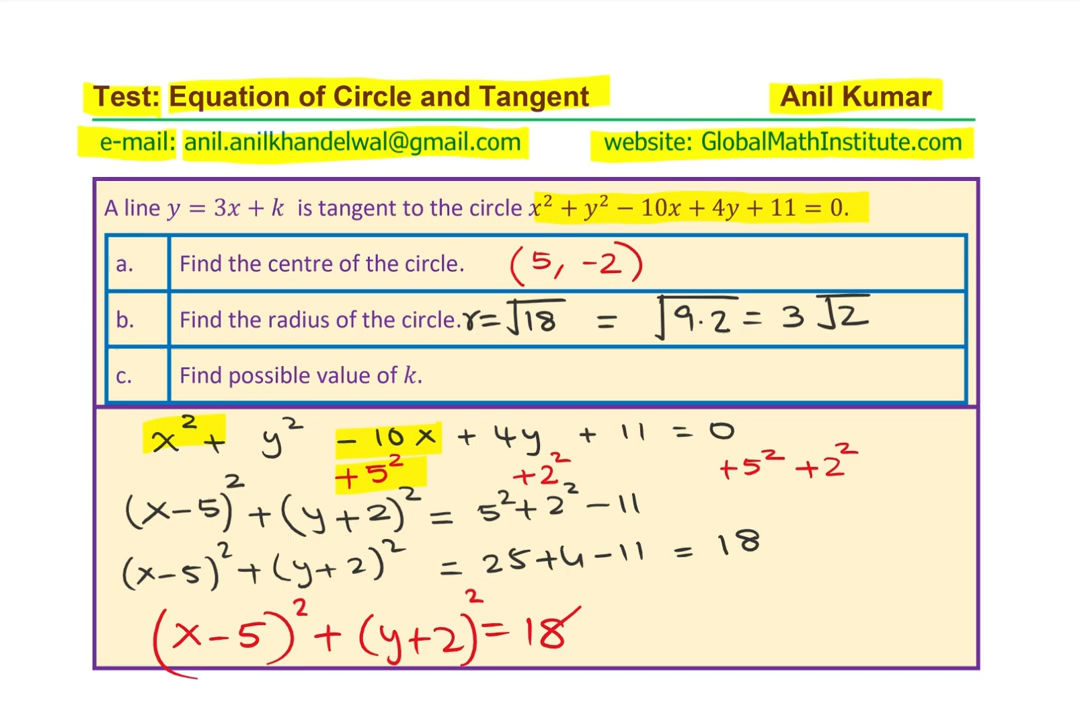 Test: Equation of Circle and Tangent Anil Kumar
e-mail: anil.anilkhandelwal@gmail.com website: GlobalMathInstitute.com
A line y = 3x + k is tangent to the circle x² + y² − 10x + 4y + 11 = 0.
a. Find the centre of the circle. (5, -2)
b. Find the radius of the circle. r = √18 = √9·2 = 3√2
c. Find possible value of k.
x² + y² − 10x + 4y + 11 = 0
+5² +2² +5² +2²
(x−5)² + (y+2)² = 5² + 2² − 11
(x−5)² + (y+2)² = 25+4−11 = 18
(x−5)² + (y+2)² = 18